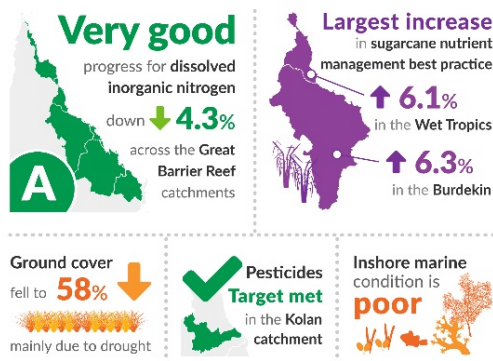 Very good
progress for dissolved
inorganic nitrogen
down 4.3%
across the Great
Barrier Reef
catchments
A
Largest increase
in sugarcane nutrient
management best practice
6.1%
in the Wet Tropics
6.3%
in the Burdekin
Ground cover
fell to 58%
mainly due to drought
Pesticides
Target met
in the Kolan
catchment
Inshore marine
condition is
poor